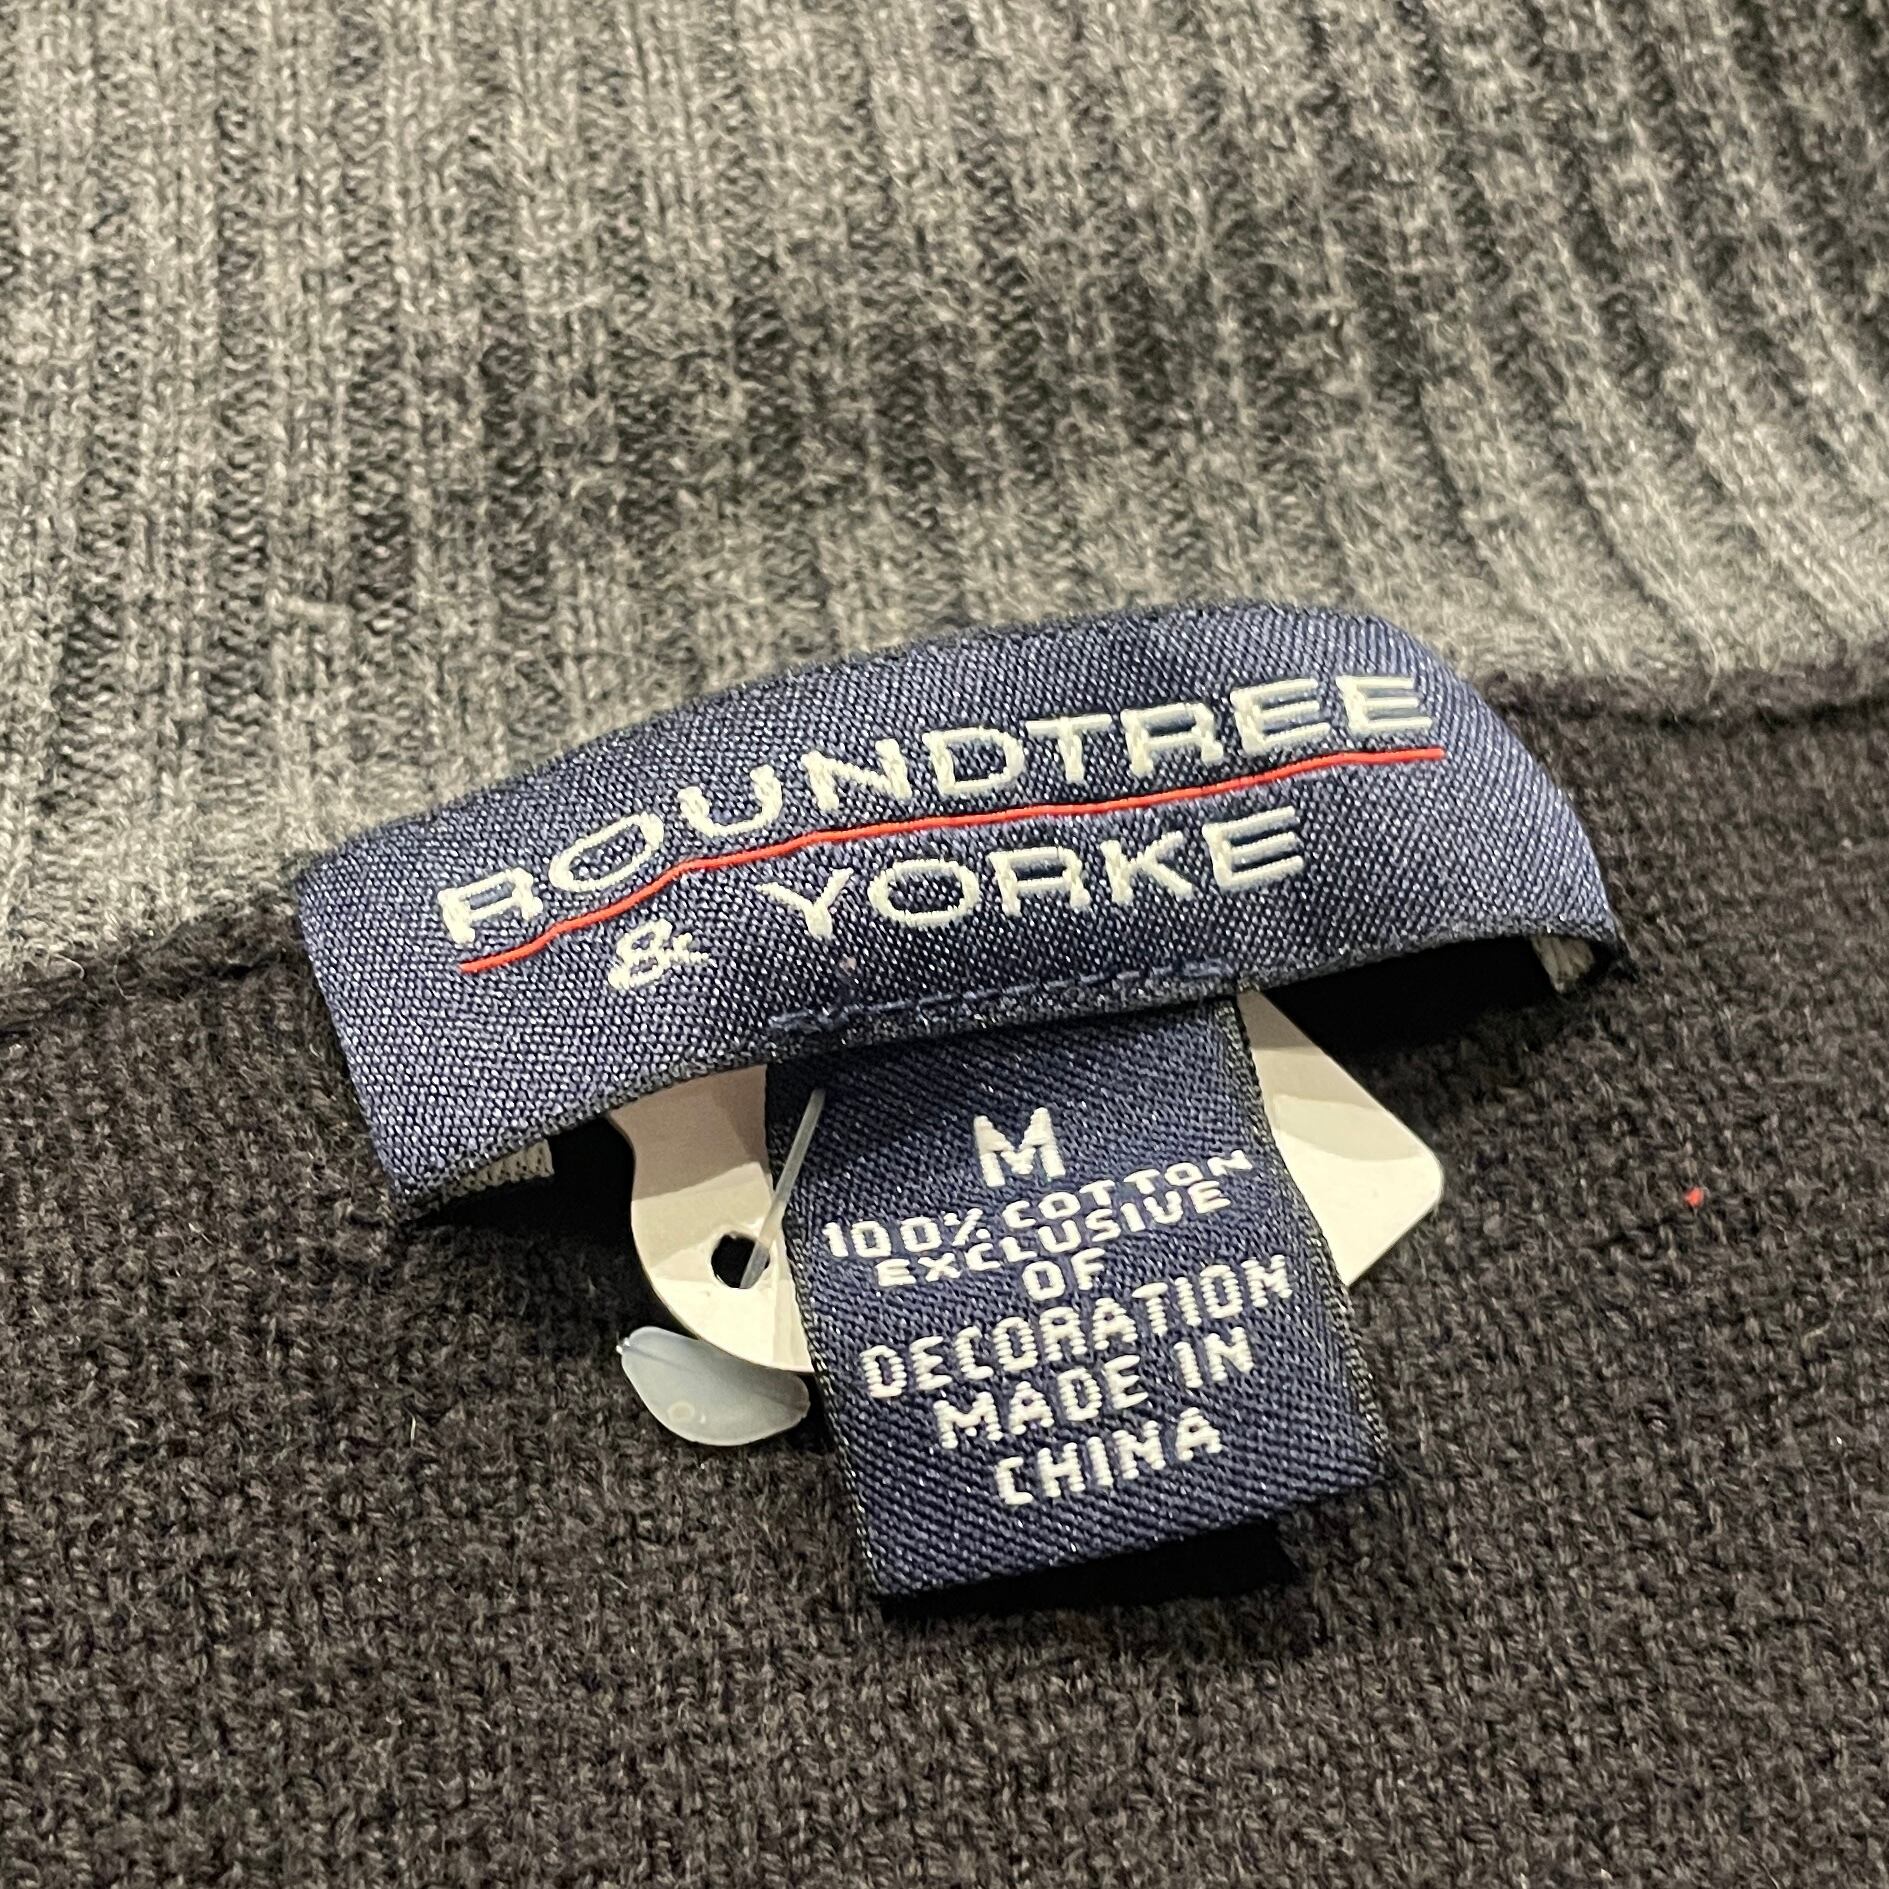 ROUNDTREE
& YORKE
M
100% COTTON
EXCLUSIVE
OF
DECORATION
MADE IN
CHINA